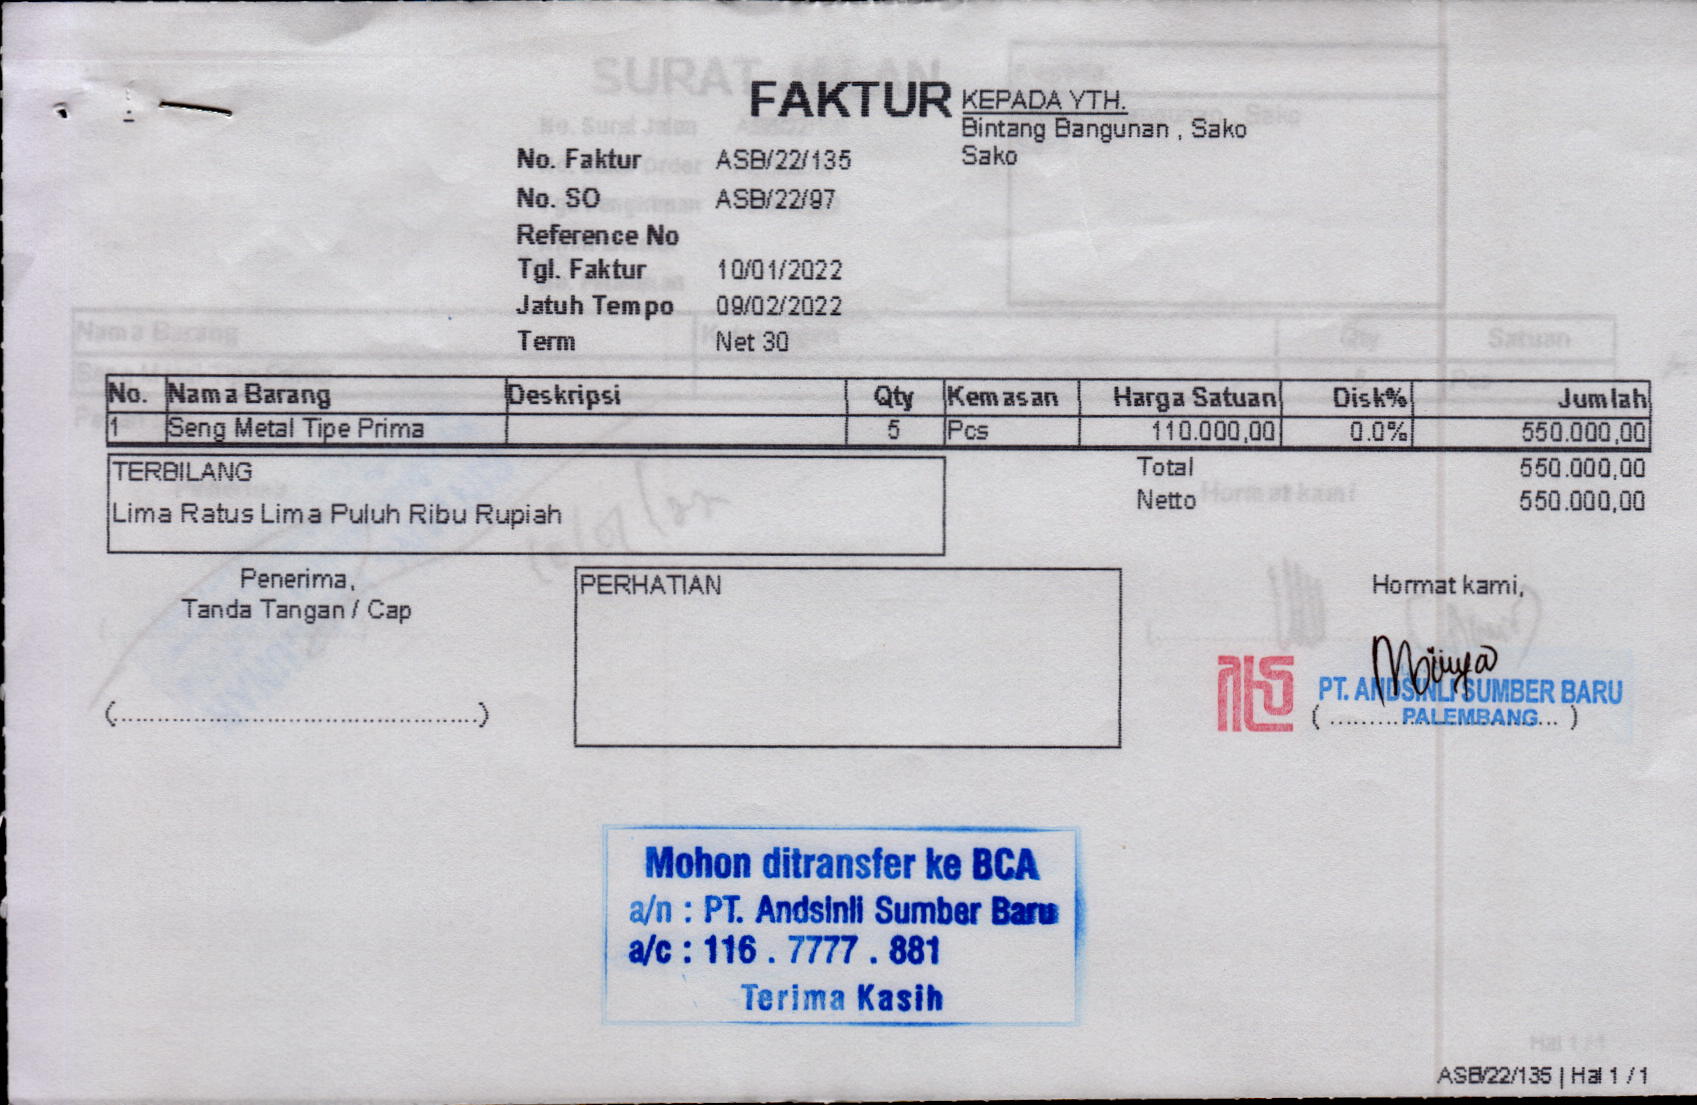 FAKTUR
KEPADA YTH.
Bintang Bangunan , Sako
Sako
No. Faktur ASB/22/135
No. SO ASB/22/97
Reference No
Tgl. Faktur 10/01/2022
Jatuh Tempo 09/02/2022
Term Net 30
No. Nama Barang Deskripsi Qty Kemasan Harga Satuan Disk% Jumlah
1 Seng Metal Tipe Prima 5 Pcs 110.000,00 0.0% 550.000,00
TERBILANG
Lima Ratus Lima Puluh Ribu Rupiah
Total 550.000,00
Netto 550.000,00
Penerima,
Tanda Tangan / Cap
(................................................)
PERHATIAN
Hormat kami,
PT. ANDSINLI SUMBER BARU
PALEMBANG
Mohon ditransfer ke BCA
a/n : PT. Andsinli Sumber Baru
a/c : 116 . 7777 . 881
Terima Kasih
ASB/22/135 | Hal 1 / 1